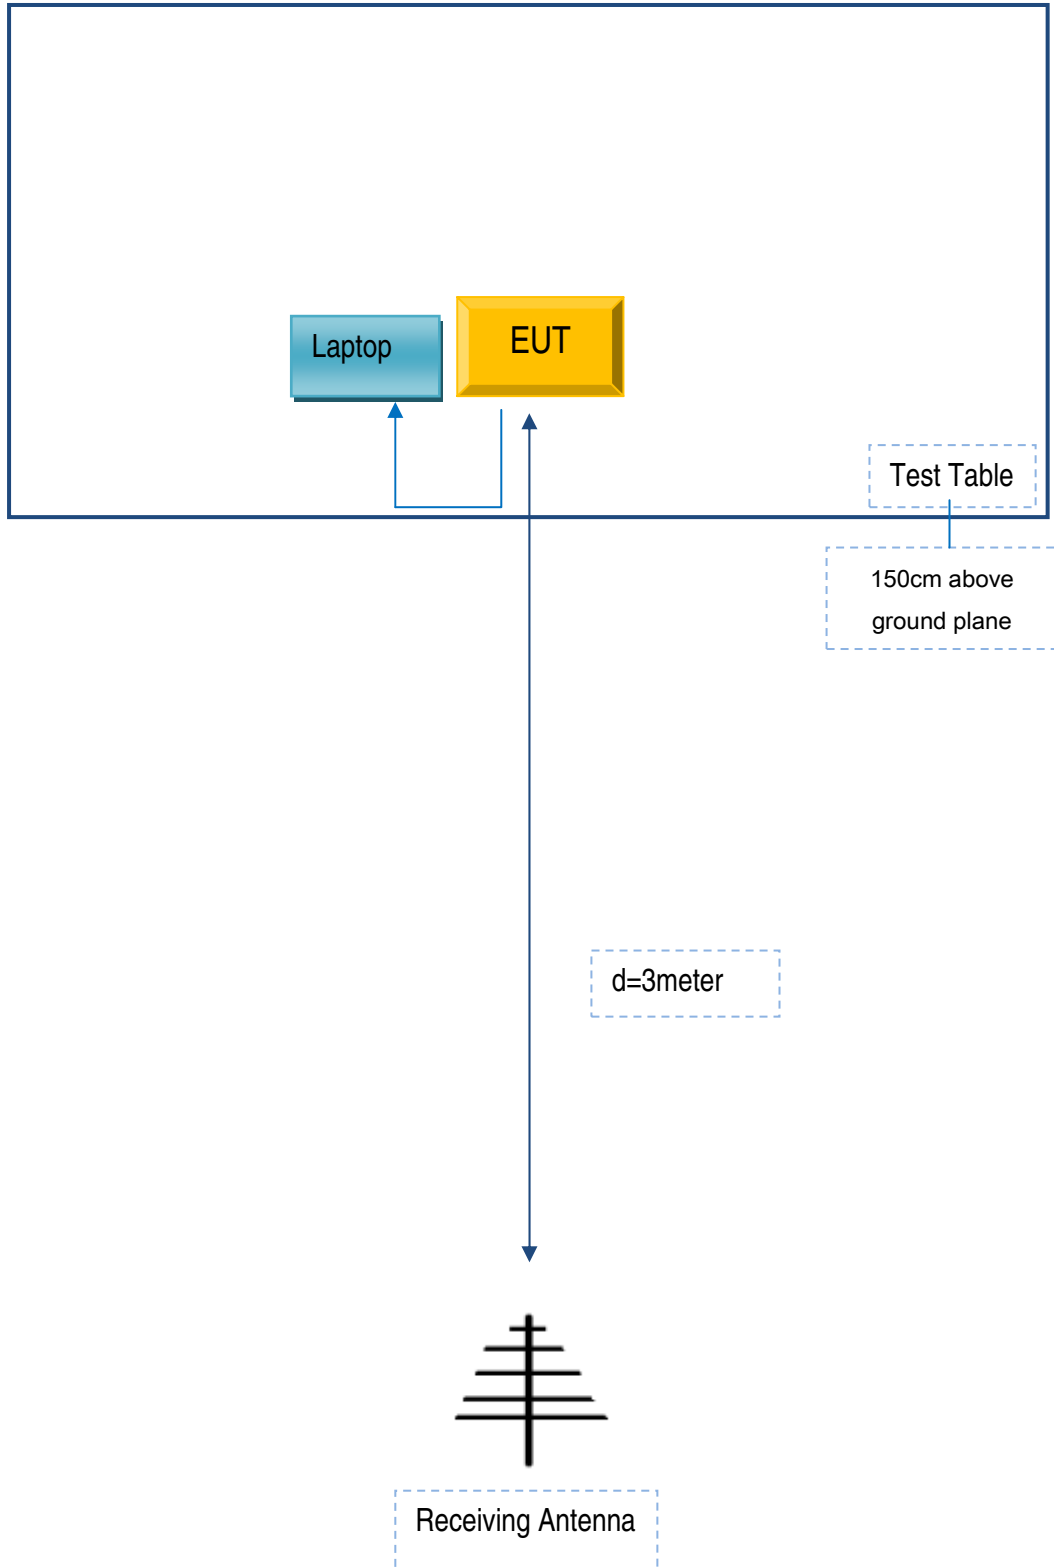 Laptop
EUT
Test Table
150cm above
ground plane
d=3meter
Receiving Antenna